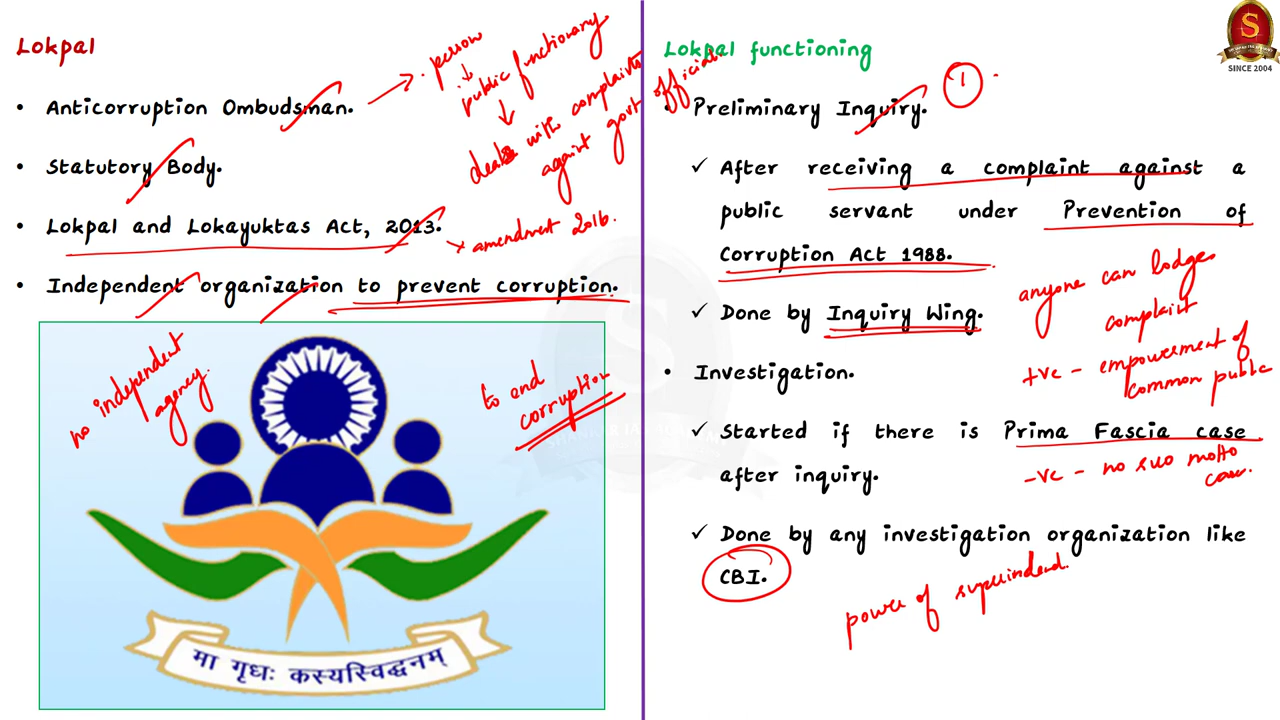 Lokpal
• Anticorruption Ombudsman.
• Statutory Body.
• Lokpal and Lokayuktas Act, 2013.
• Independent organization to prevent corruption.
person
public functionary
deals with complaints
against govt
official
amendment 2016.
no independent
agency.
to end
corruption
मा गृधः कस्यस्विद्धनम्
Lokpal functioning
• Preliminary Inquiry.
1
✓ After receiving a complaint against a
public servant under Prevention of
Corruption Act 1988.
✓ Done by Inquiry Wing.
anyone can lodge
complaint
+ve - empowerment of
common public
• Investigation.
✓ Started if there is Prima Fascia case
after inquiry.
-ve - no suo motto
✓ Done by any investigation organization like
CBI.
power of
S
SINCE 2004